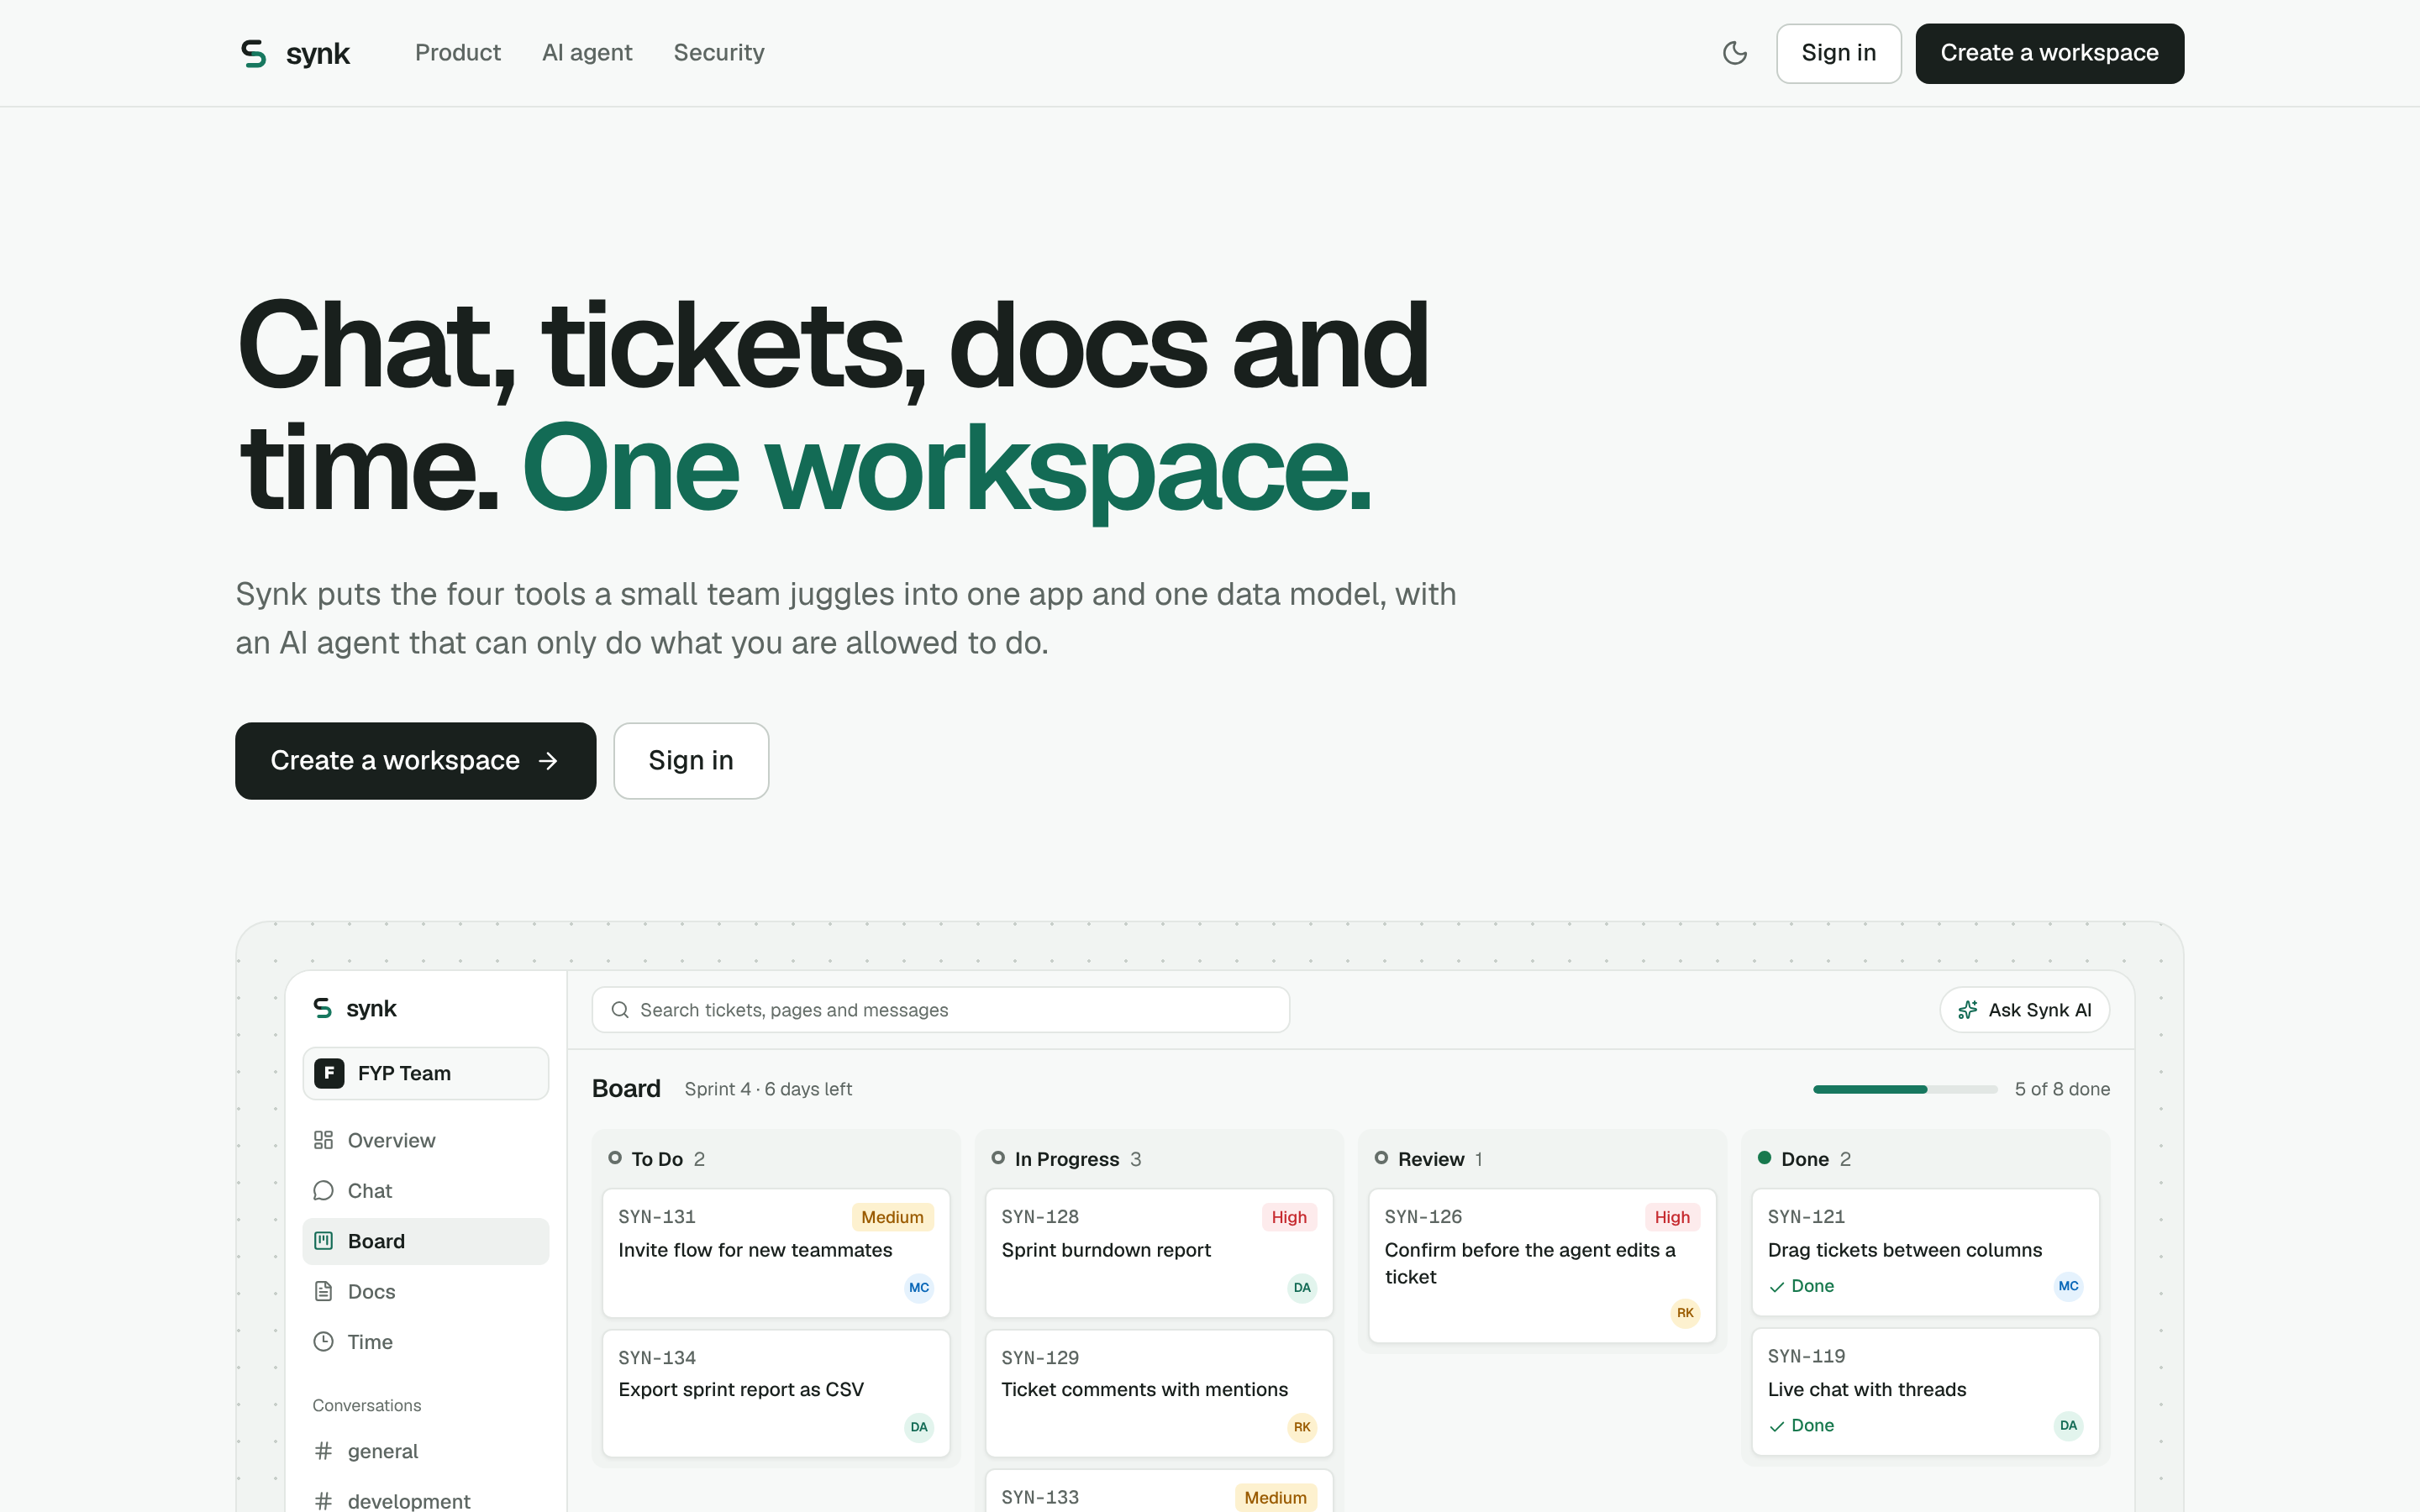 synk
Product
AI agent
Security
Sign in
Create a workspace
Chat, tickets, docs and
time. One workspace.
Synk puts the four tools a small team juggles into one app and one data model, with
an AI agent that can only do what you are allowed to do.
Create a workspace →
Sign in
synk
Search tickets, pages and messages
Ask Synk AI
F FYP Team
Board
Sprint 4 · 6 days left
5 of 8 done
Overview
Chat
Board
Docs
Time
Conversations
# general
# development
To Do 2
SYN-131 Medium
Invite flow for new teammates
MC
SYN-134
Export sprint report as CSV
DA
In Progress 3
SYN-128 High
Sprint burndown report
DA
SYN-129
Ticket comments with mentions
RK
SYN-133 Medium
Review 1
SYN-126 High
Confirm before the agent edits a
ticket
RK
Done 2
SYN-121
Drag tickets between columns
Done MC
SYN-119
Live chat with threads
Done DA